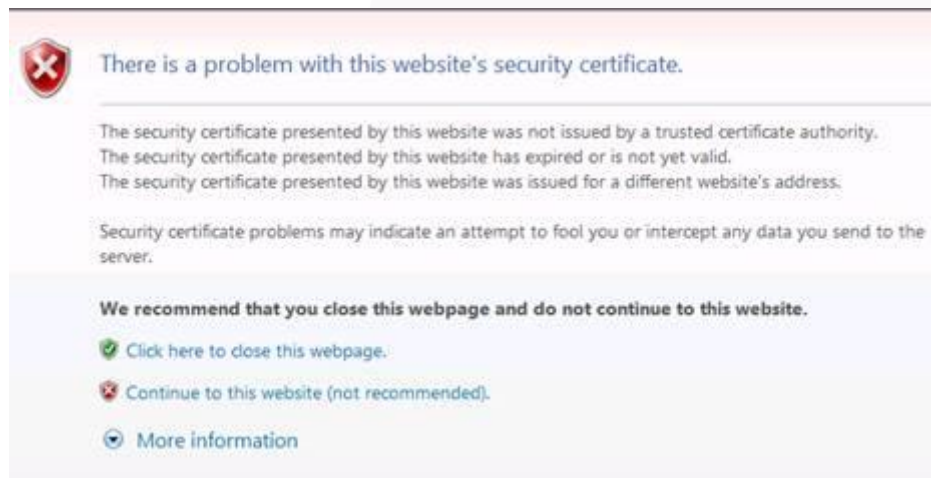 There is a problem with this website's security certificate.
The security certificate presented by this website was not issued by a trusted certificate authority.
The security certificate presented by this website has expired or is not yet valid.
The security certificate presented by this website was issued for a different website's address.
Security certificate problems may indicate an attempt to fool you or intercept any data you send to the
server.
We recommend that you close this webpage and do not continue to this website.
Click here to close this webpage.
Continue to this website (not recommended).
More information